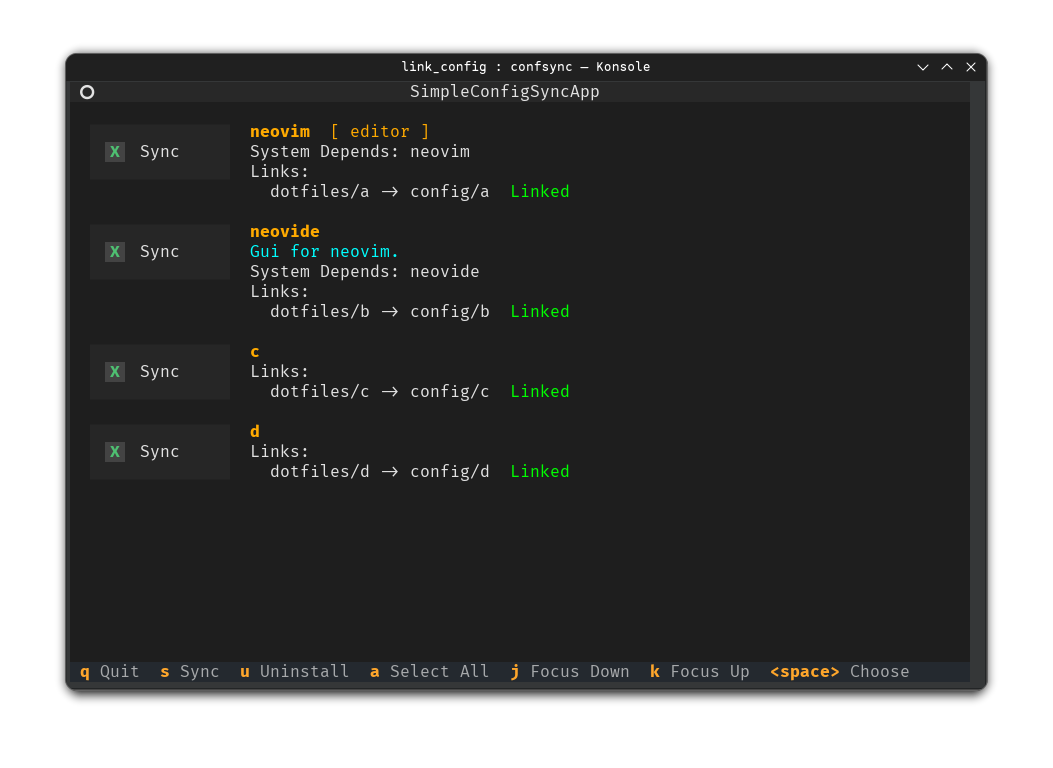 link_config : confsync — Konsole
SimpleConfigSyncApp
neovim [ editor ]
X Sync
System Depends: neovim
Links:
dotfiles/a → config/a Linked
neovide
X Sync
Gui for neovim.
System Depends: neovide
Links:
dotfiles/b → config/b Linked
c
X Sync
Links:
dotfiles/c → config/c Linked
d
X Sync
Links:
dotfiles/d → config/d Linked
q Quit s Sync u Uninstall a Select All j Focus Down k Focus Up <space> Choose